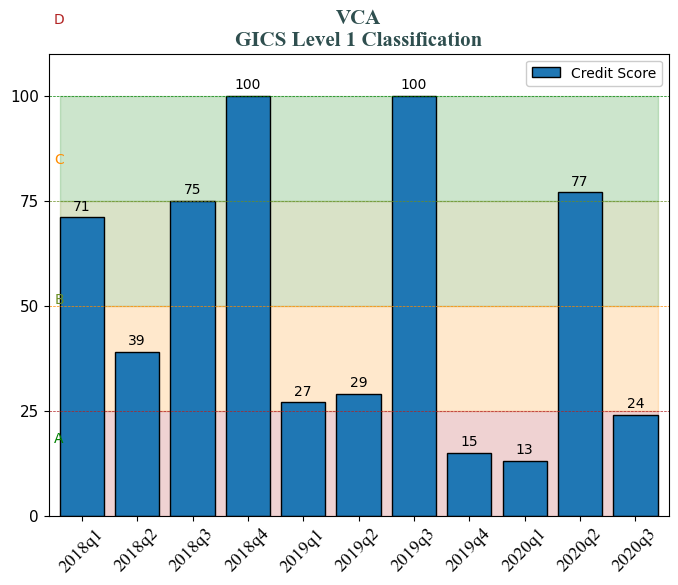 D
VCA
GICS Level 1 Classification
Credit Score
100
75
50
25
0
C
B
A
71
39
75
100
27
29
100
15
13
77
24
2018q1
2018q2
2018q3
2018q4
2019q1
2019q2
2019q3
2019q4
2020q1
2020q2
2020q3